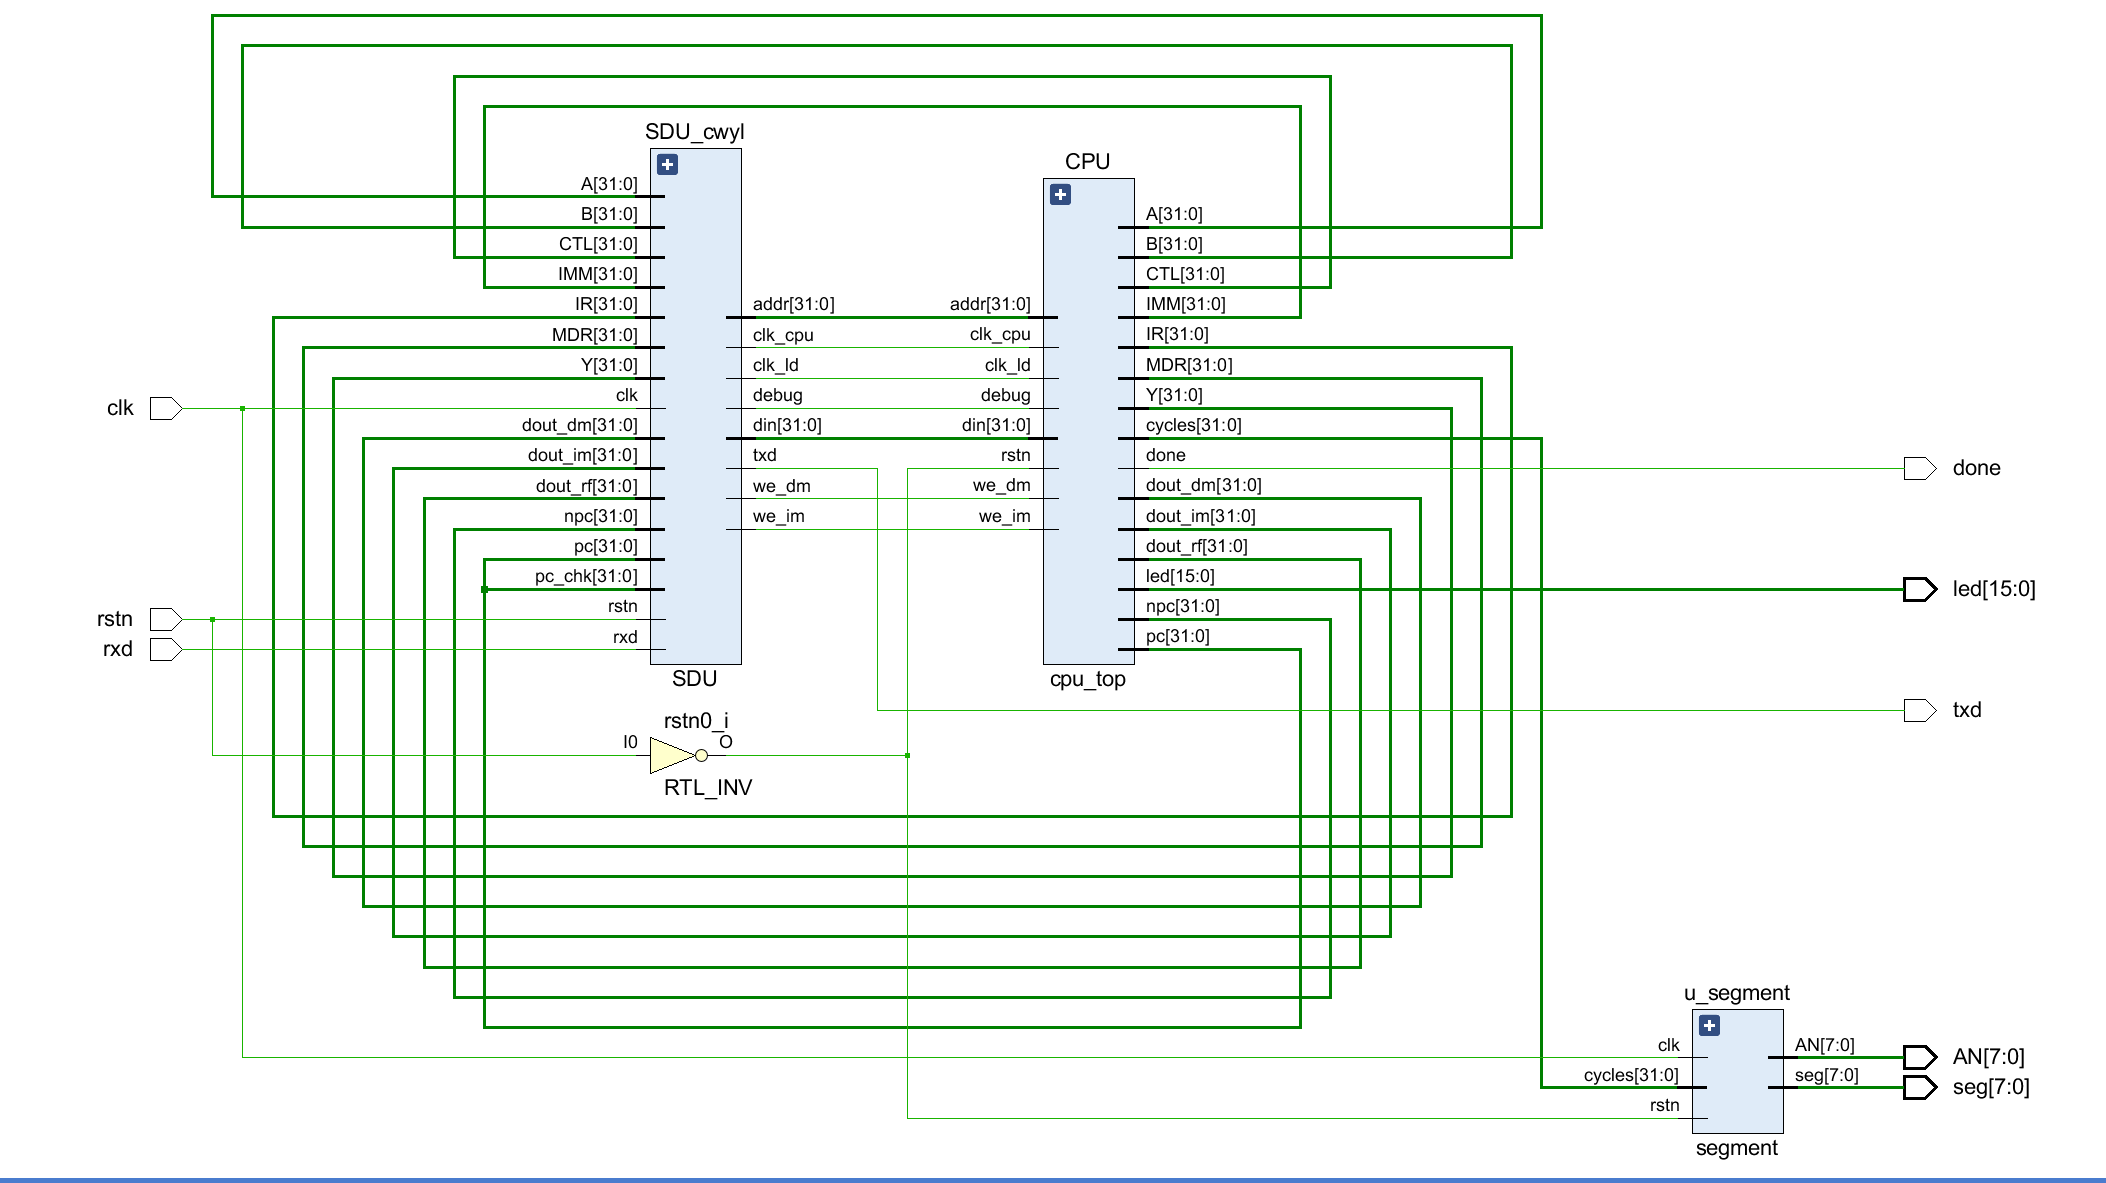 SDU_cwyl
A[31:0]
B[31:0]
CTL[31:0]
IMM[31:0]
IR[31:0]
MDR[31:0]
Y[31:0]
clk
dout_dm[31:0]
dout_im[31:0]
dout_rf[31:0]
npc[31:0]
pc[31:0]
pc_chk[31:0]
rstn
rxd
addr[31:0]
clk_cpu
clk_ld
debug
din[31:0]
txd
we_dm
we_im
SDU
CPU
addr[31:0]
clk_cpu
clk_ld
debug
din[31:0]
rstn
we_dm
we_im
A[31:0]
B[31:0]
CTL[31:0]
IMM[31:0]
IR[31:0]
MDR[31:0]
Y[31:0]
cycles[31:0]
done
dout_dm[31:0]
dout_im[31:0]
dout_rf[31:0]
led[15:0]
npc[31:0]
pc[31:0]
cpu_top
clk
rstn
rxd
rstn0_i
I0
O
RTL_INV
done
led[15:0]
txd
u_segment
clk
cycles[31:0]
rstn
AN[7:0]
seg[7:0]
segment
AN[7:0]
seg[7:0]